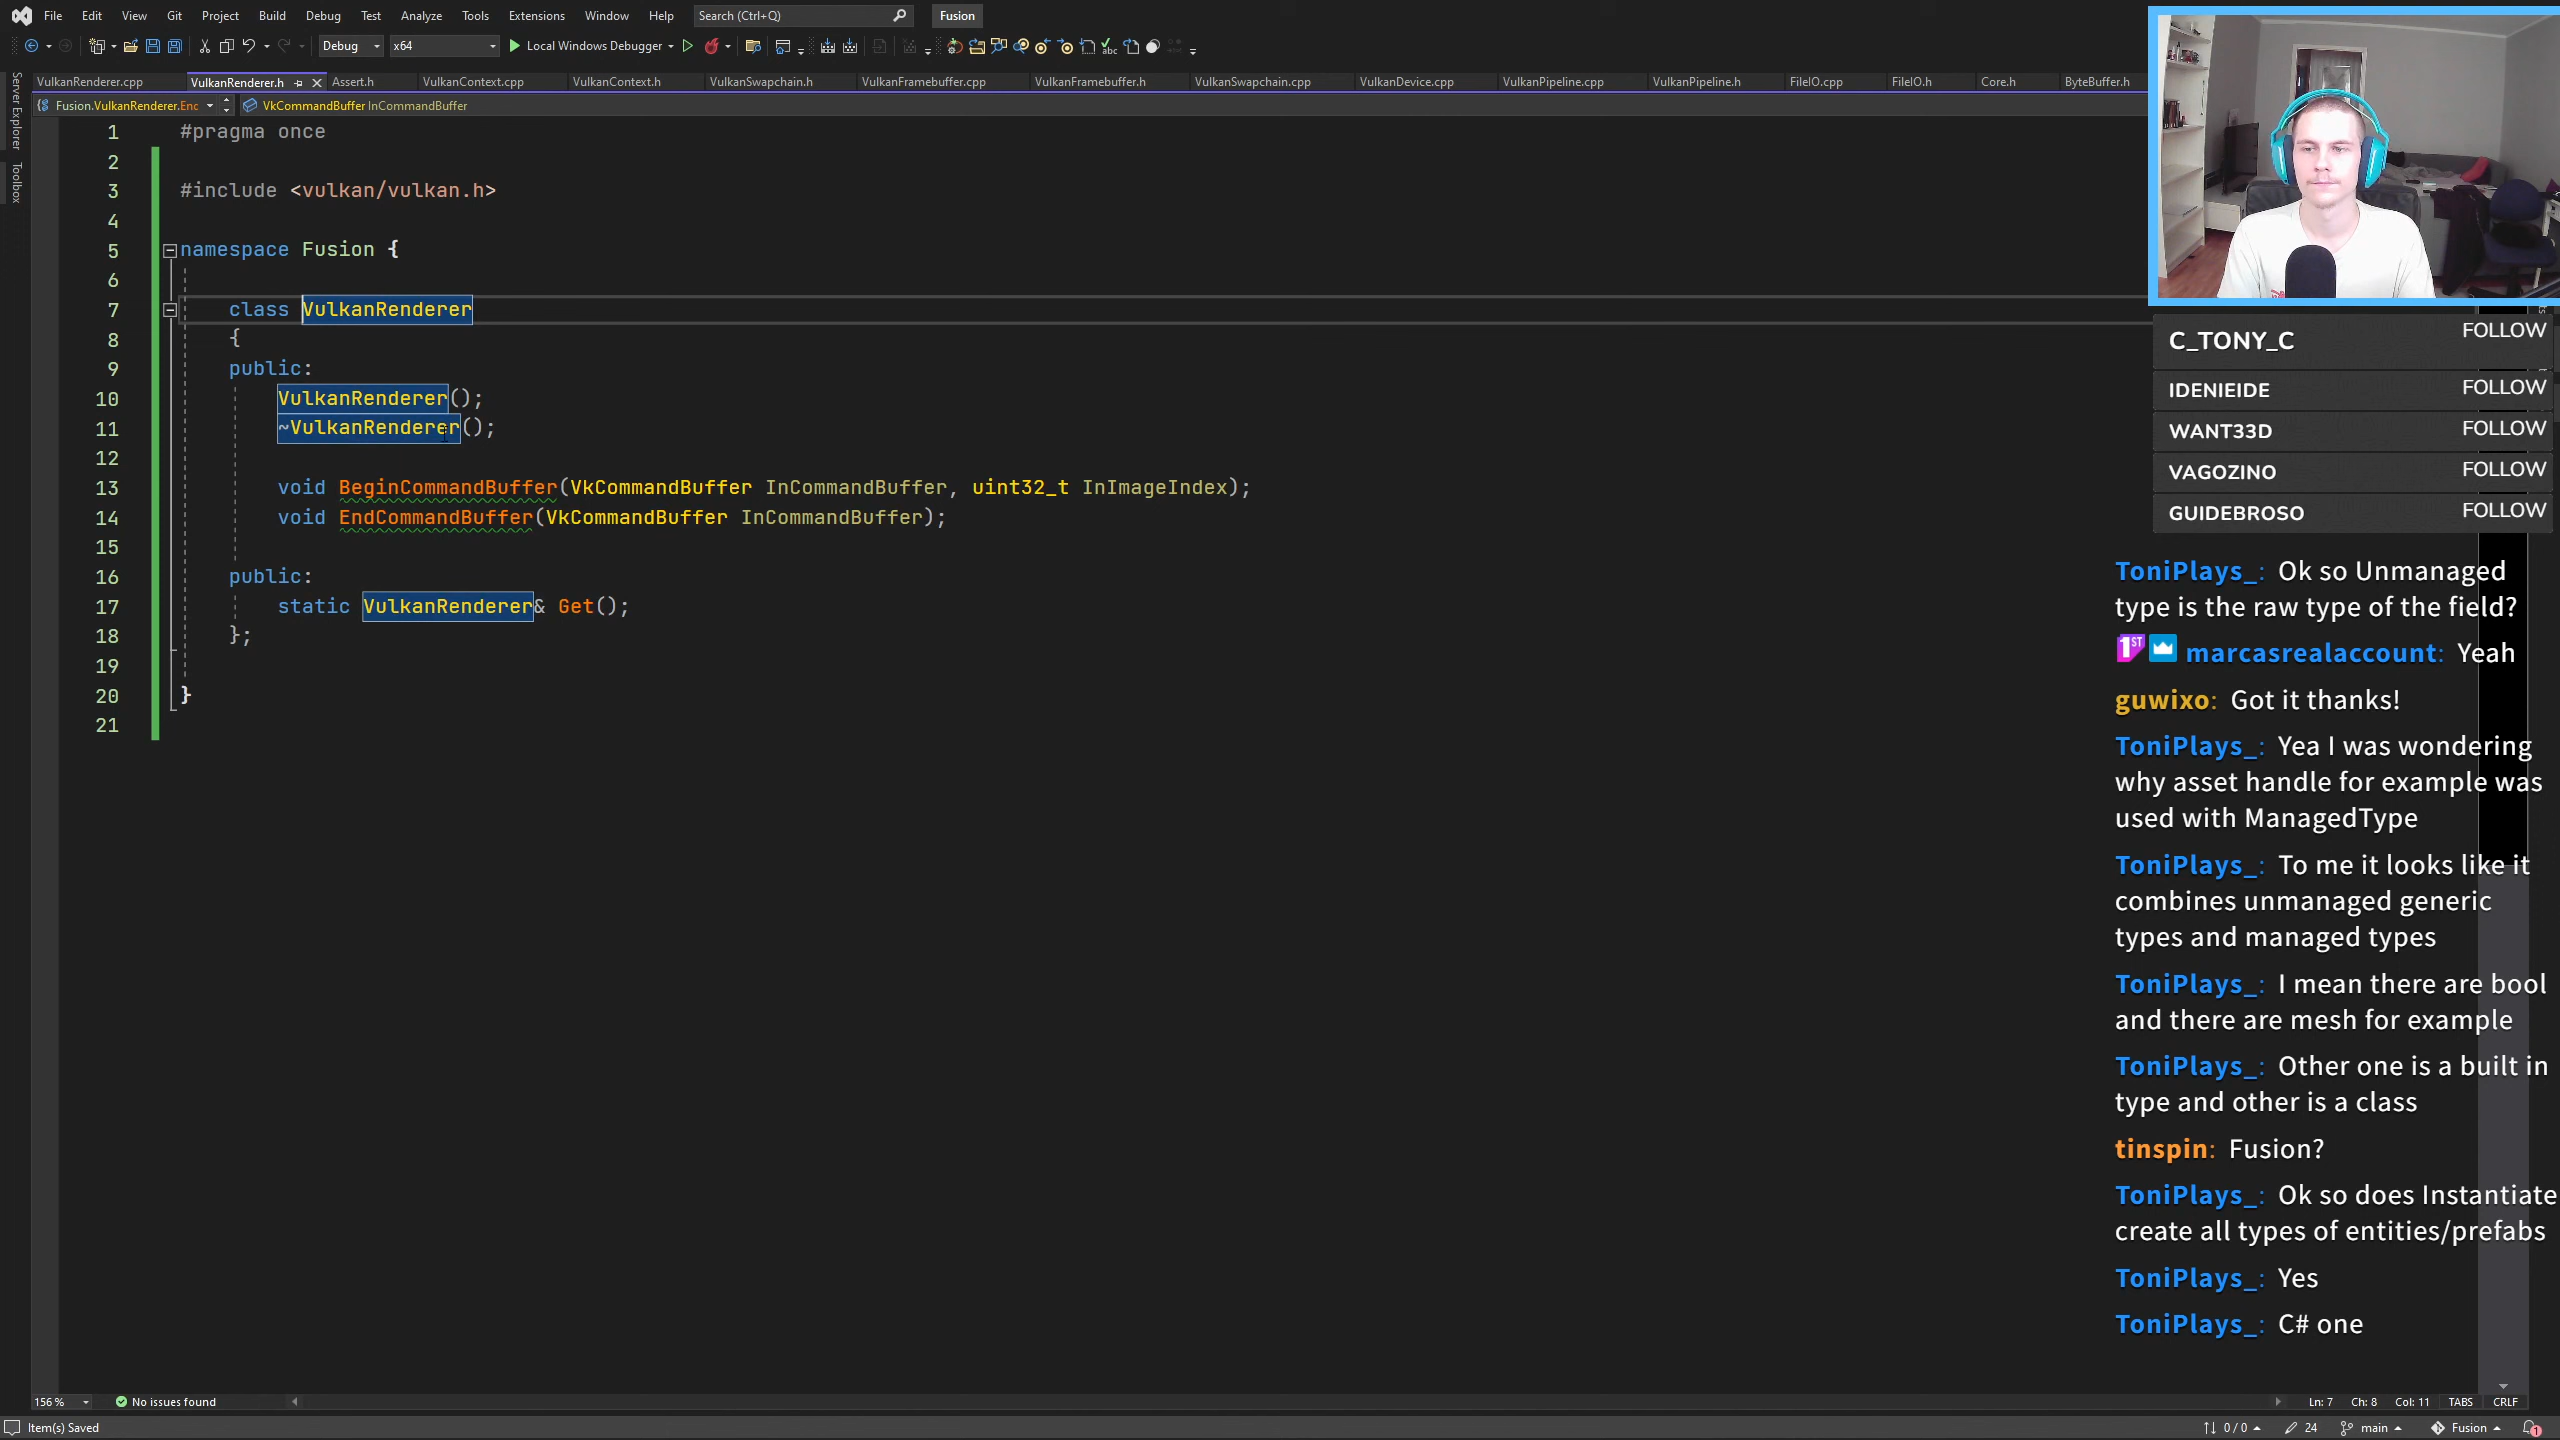 File Edit View Git Project Build Debug Test Analyze Tools Extensions Window Help Search (Ctrl+Q) Fusion
Debug x64 Local Windows Debugger
VulkanRenderer.cpp VulkanRenderer.h Assert.h VulkanContext.cpp VulkanContext.h VulkanSwapchain.h VulkanFramebuffer.cpp VulkanFramebuffer.h VulkanSwapchain.cpp VulkanDevice.cpp VulkanPipeline.cpp VulkanPipeline.h FileIO.cpp FileIO.h Core.h ByteBuffer.h
Fusion.VulkanRenderer.Enc VkCommandBuffer InCommandBuffer
Server Explorer
Toolbox
1 #pragma once
2
3 #include <vulkan/vulkan.h>
4
5 namespace Fusion {
6
7 class VulkanRenderer
8 {
9 public:
10 VulkanRenderer();
11 ~VulkanRenderer();
12
13 void BeginCommandBuffer(VkCommandBuffer InCommandBuffer, uint32_t InImageIndex);
14 void EndCommandBuffer(VkCommandBuffer InCommandBuffer);
15
16 public:
17 static VulkanRenderer& Get();
18 };
19
20 }
21
C_TONY_C FOLLOW
IDENIEIDE FOLLOW
WANT33D FOLLOW
VAGOZINO FOLLOW
GUIDEBROSO FOLLOW
ToniPlays_: Ok so Unmanaged
type is the raw type of the field?
1ST marcasrealaccount: Yeah
guwixo: Got it thanks!
ToniPlays_: Yea I was wondering
why asset handle for example was
used with ManagedType
ToniPlays_: To me it looks like it
combines unmanaged generic
types and managed types
ToniPlays_: I mean there are bool
and there are mesh for example
ToniPlays_: Other one is a built in
type and other is a class
tinspin: Fusion?
ToniPlays_: Ok so does Instantiate
create all types of entities/prefabs
ToniPlays_: Yes
ToniPlays_: C# one
156 % No issues found Ln: 7 Ch: 8 Col: 11 TABS CRLF
Item(s) Saved 0 / 0 24 main Fusion 1